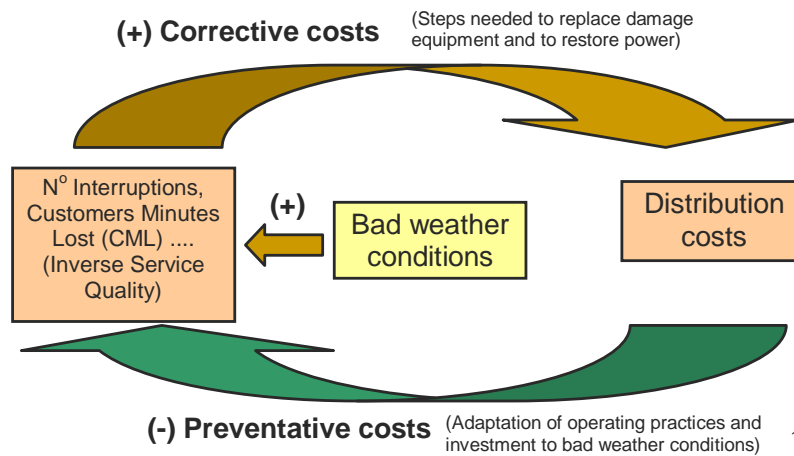 (+) Corrective costs
(Steps needed to replace damage
equipment and to restore power)
Nº Interruptions,
Customers Minutes
Lost (CML) ....
(Inverse Service
Quality)
(+)
Bad weather
conditions
Distribution
costs
(-) Preventative costs
(Adaptation of operating practices and
investment to bad weather conditions)